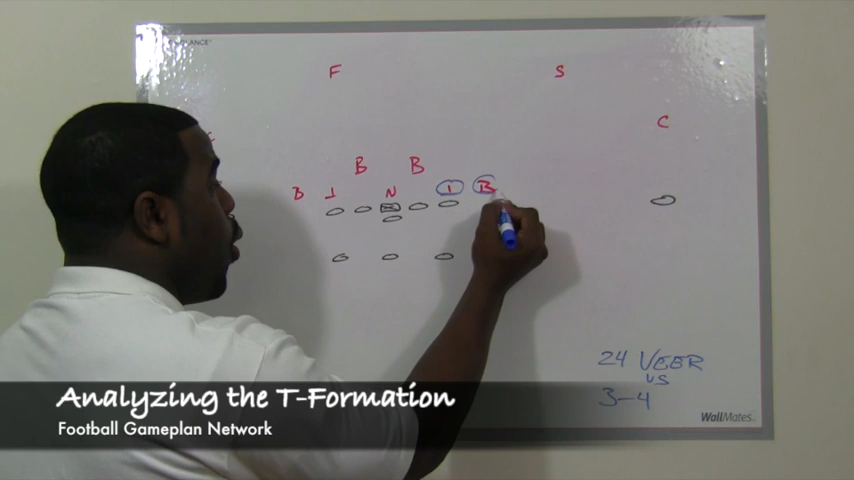 F S
C
B B
B T N T B
24 VEER
vs
3-4
WallMates
Analyzing the T-Formation
Football Gameplan Network